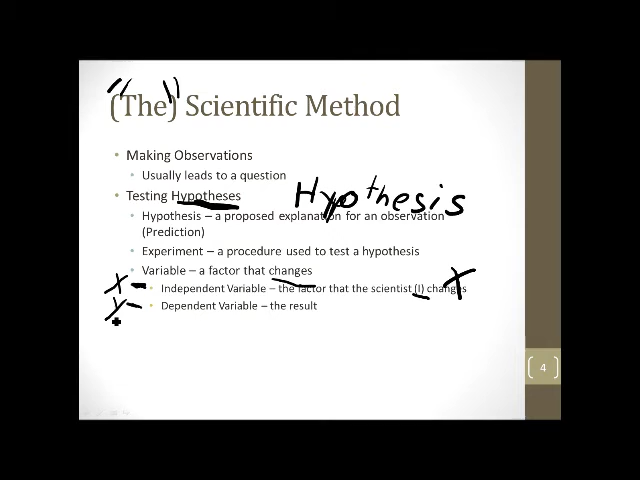 " "
(The) Scientific Method
• Making Observations
• Usually leads to a question
• Testing Hypotheses
Hypothesis
• Hypothesis – a proposed explanation for an observation
(Prediction)
• Experiment – a procedure used to test a hypothesis
• Variable – a factor that changes
X – • Independent Variable – the factor that the scientist (I) changes X
Y – • Dependent Variable – the result
[ 4 ]